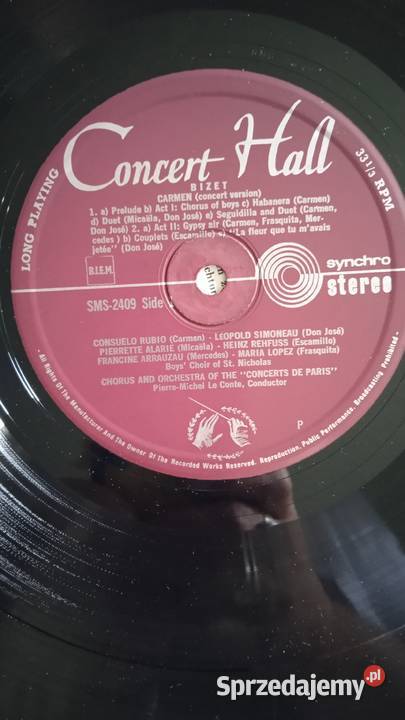 LONG PLAYING
Concert Hall
33 1/3 RPM
BIZET
CARMEN (concert version)
1. a) Prelude b) Act I: Chorus of boys c) Habanera (Carmen)
d) Duet (Micaëla, Don José) e) Seguidilla and Duet (Carmen,
Don José) 2. a) Act II: Gypsy air (Carmen, Frasquita, Mer-
cedes ) b) Couplets (Escamillo) c) "La fleur que tu m'avais
jetée" (Don José)
B.I.E.M.
synchro
stereo
SMS-2409 Side
CONSUELO RUBIO (Carmen) - LEOPOLD SIMONEAU (Don José)
PIERRETTE ALARIE (Micaëla) - HEINZ REHFUSS (Escamillo)
FRANCINE ARRAUZAU (Mercedes) - MARIA LOPEZ (Frasquita)
Boys' Choir of St. Nicholas
CHORUS AND ORCHESTRA OF THE "CONCERTS DE PARIS"
Pierre-Michel Le Conte, Conductor
P
- All Rights Of The Manufacturer And The Owner Of The Recorded Works Reserved. Reproduction. Public Performance. Broadcasting Prohibited -
Sprzedajemy.pl